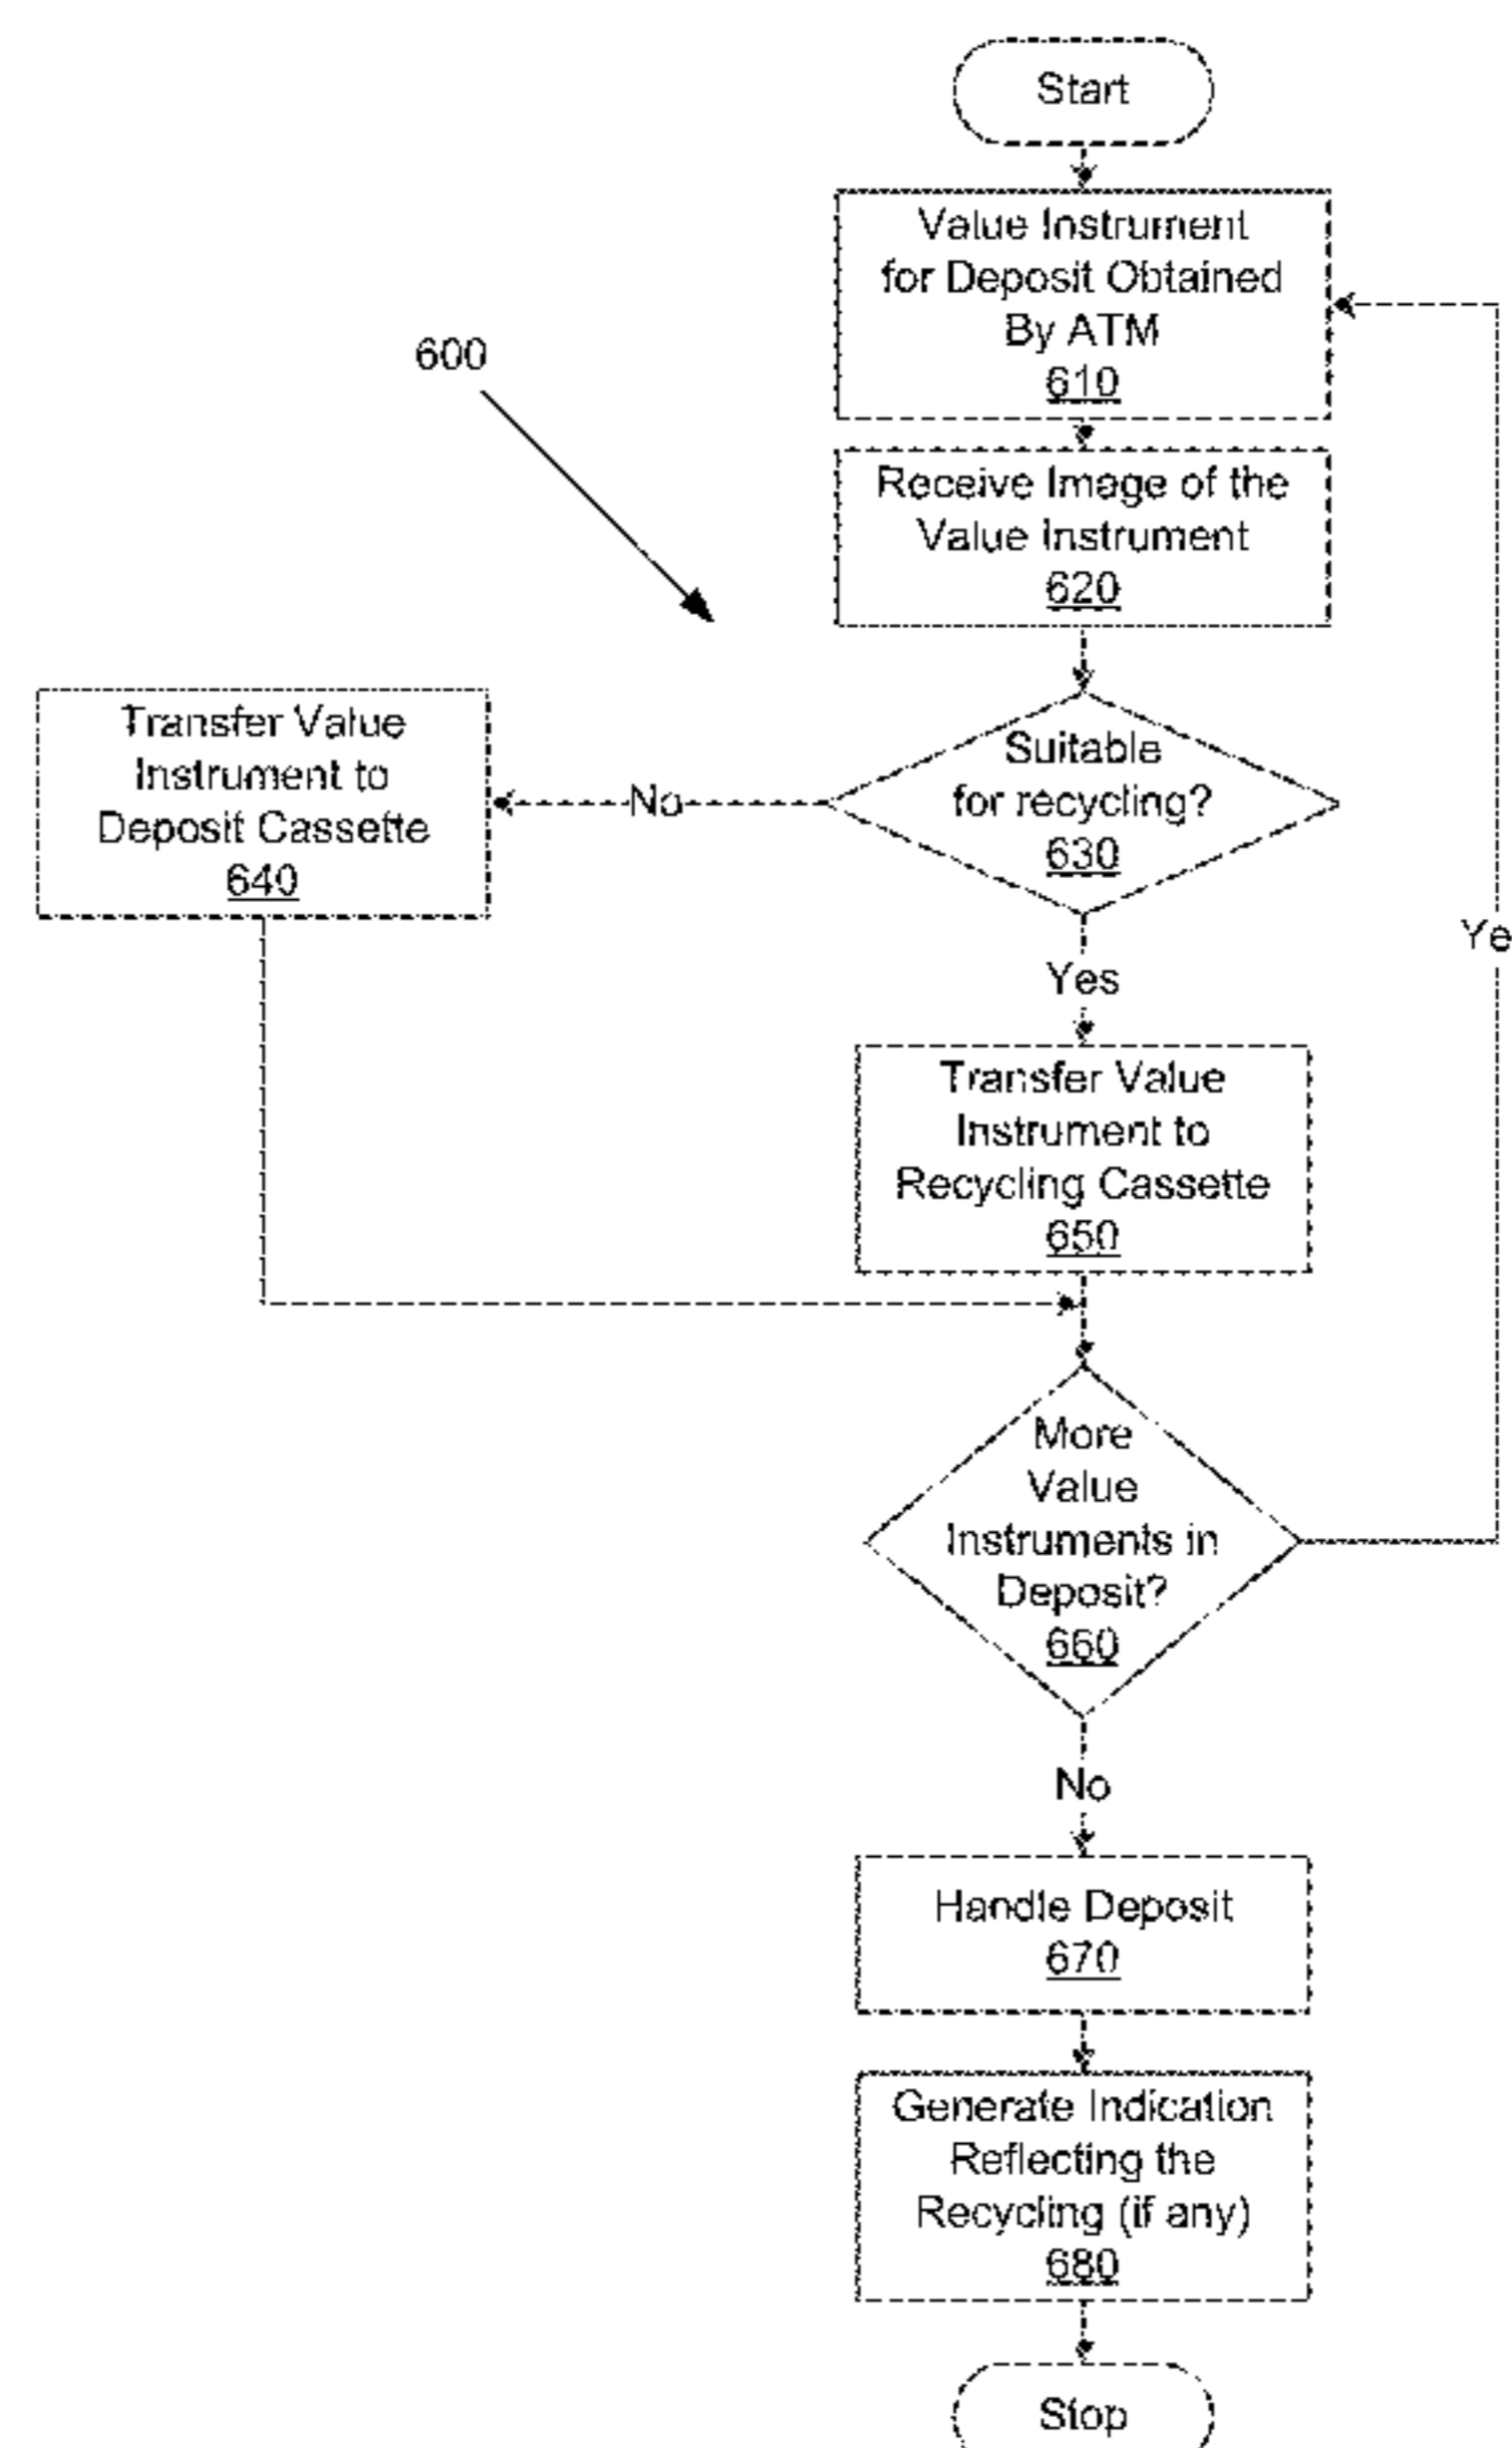 Start
Value Instrument
for Deposit Obtained
By ATM
610
600
Receive Image of the
Value Instrument
620
Suitable
for recycling?
630
No
Transfer Value
Instrument to
Deposit Cassette
640
Yes
Ye
Transfer Value
Instrument to
Recycling Cassette
650
More
Value
Instruments in
Deposit?
660
No
Handle Deposit
670
Generate Indication
Reflecting the
Recycling (if any)
680
Stop